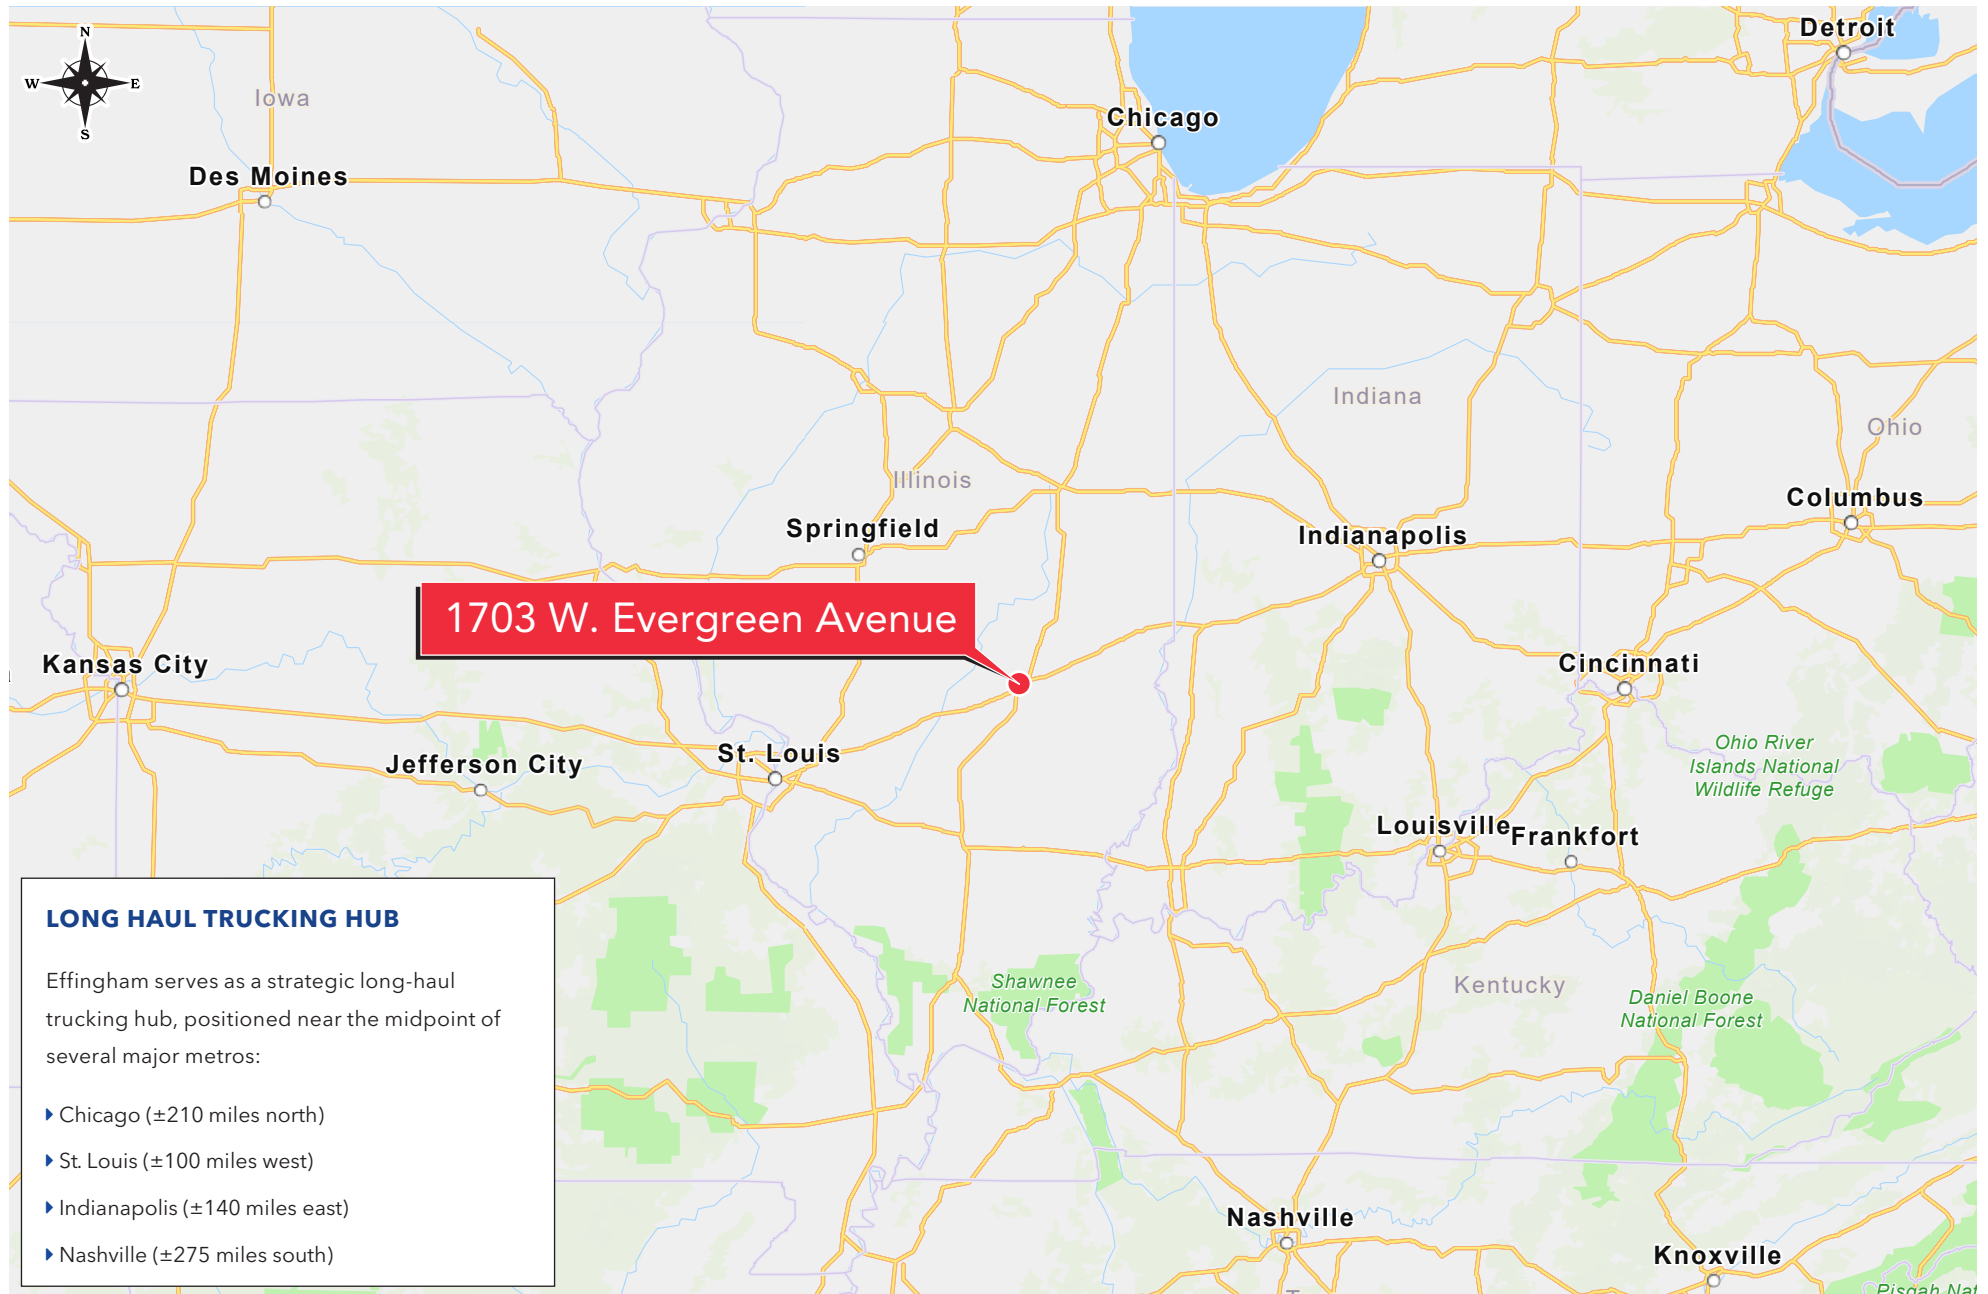 N
W
E
S
Detroit
Iowa
Chicago
Des Moines
Indiana
Ohio
Illinois
Columbus
Springfield
Indianapolis
1703 W. Evergreen Avenue
Kansas City
Cincinnati
Ohio River
Islands National
Wildlife Refuge
St. Louis
Jefferson City
Louisville
Frankfort
LONG HAUL TRUCKING HUB
Effingham serves as a strategic long-haul
trucking hub, positioned near the midpoint of
several major metros:
Chicago (±210 miles north)
St. Louis (±100 miles west)
Indianapolis (±140 miles east)
Nashville (±275 miles south)
Shawnee
National Forest
Kentucky
Daniel Boone
National Forest
Nashville
Knoxville
Pisgah Nat